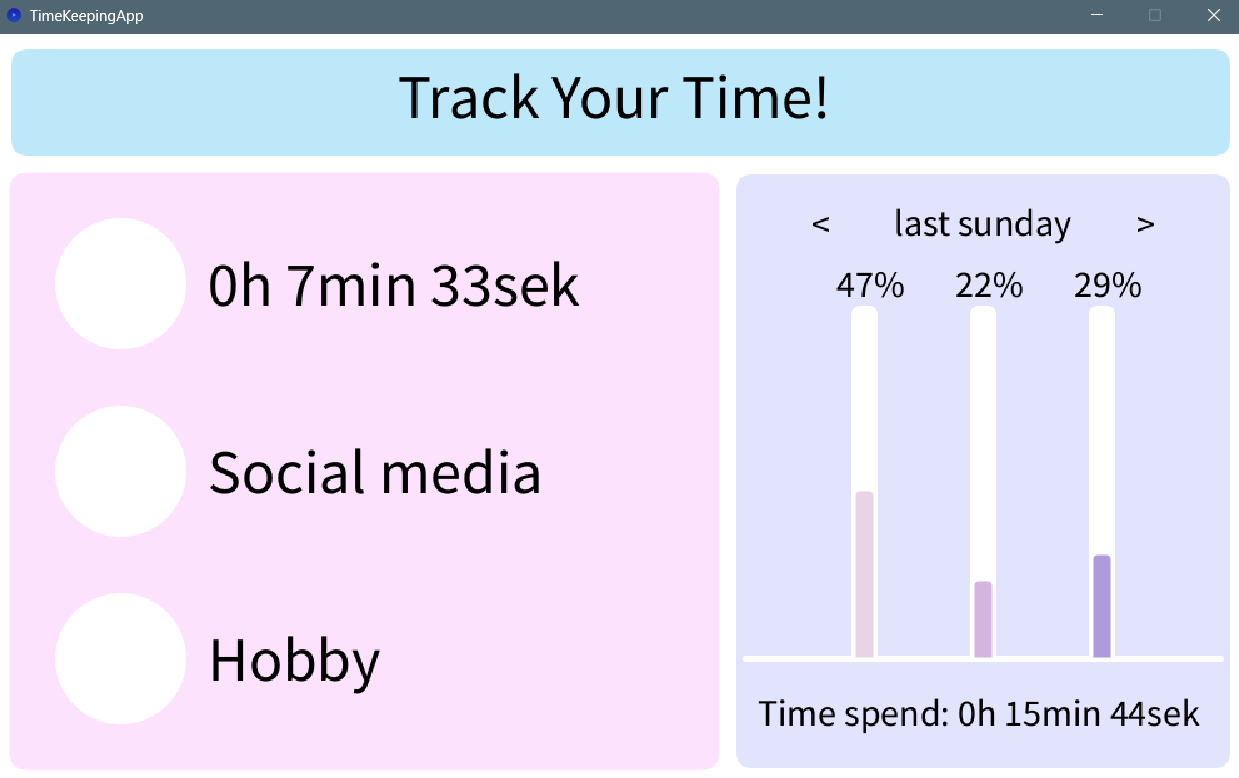 TimeKeepingApp
Track Your Time!
0h 7min 33sek
Social media
Hobby
< last sunday >
47% 22% 29%
Time spend: 0h 15min 44sek